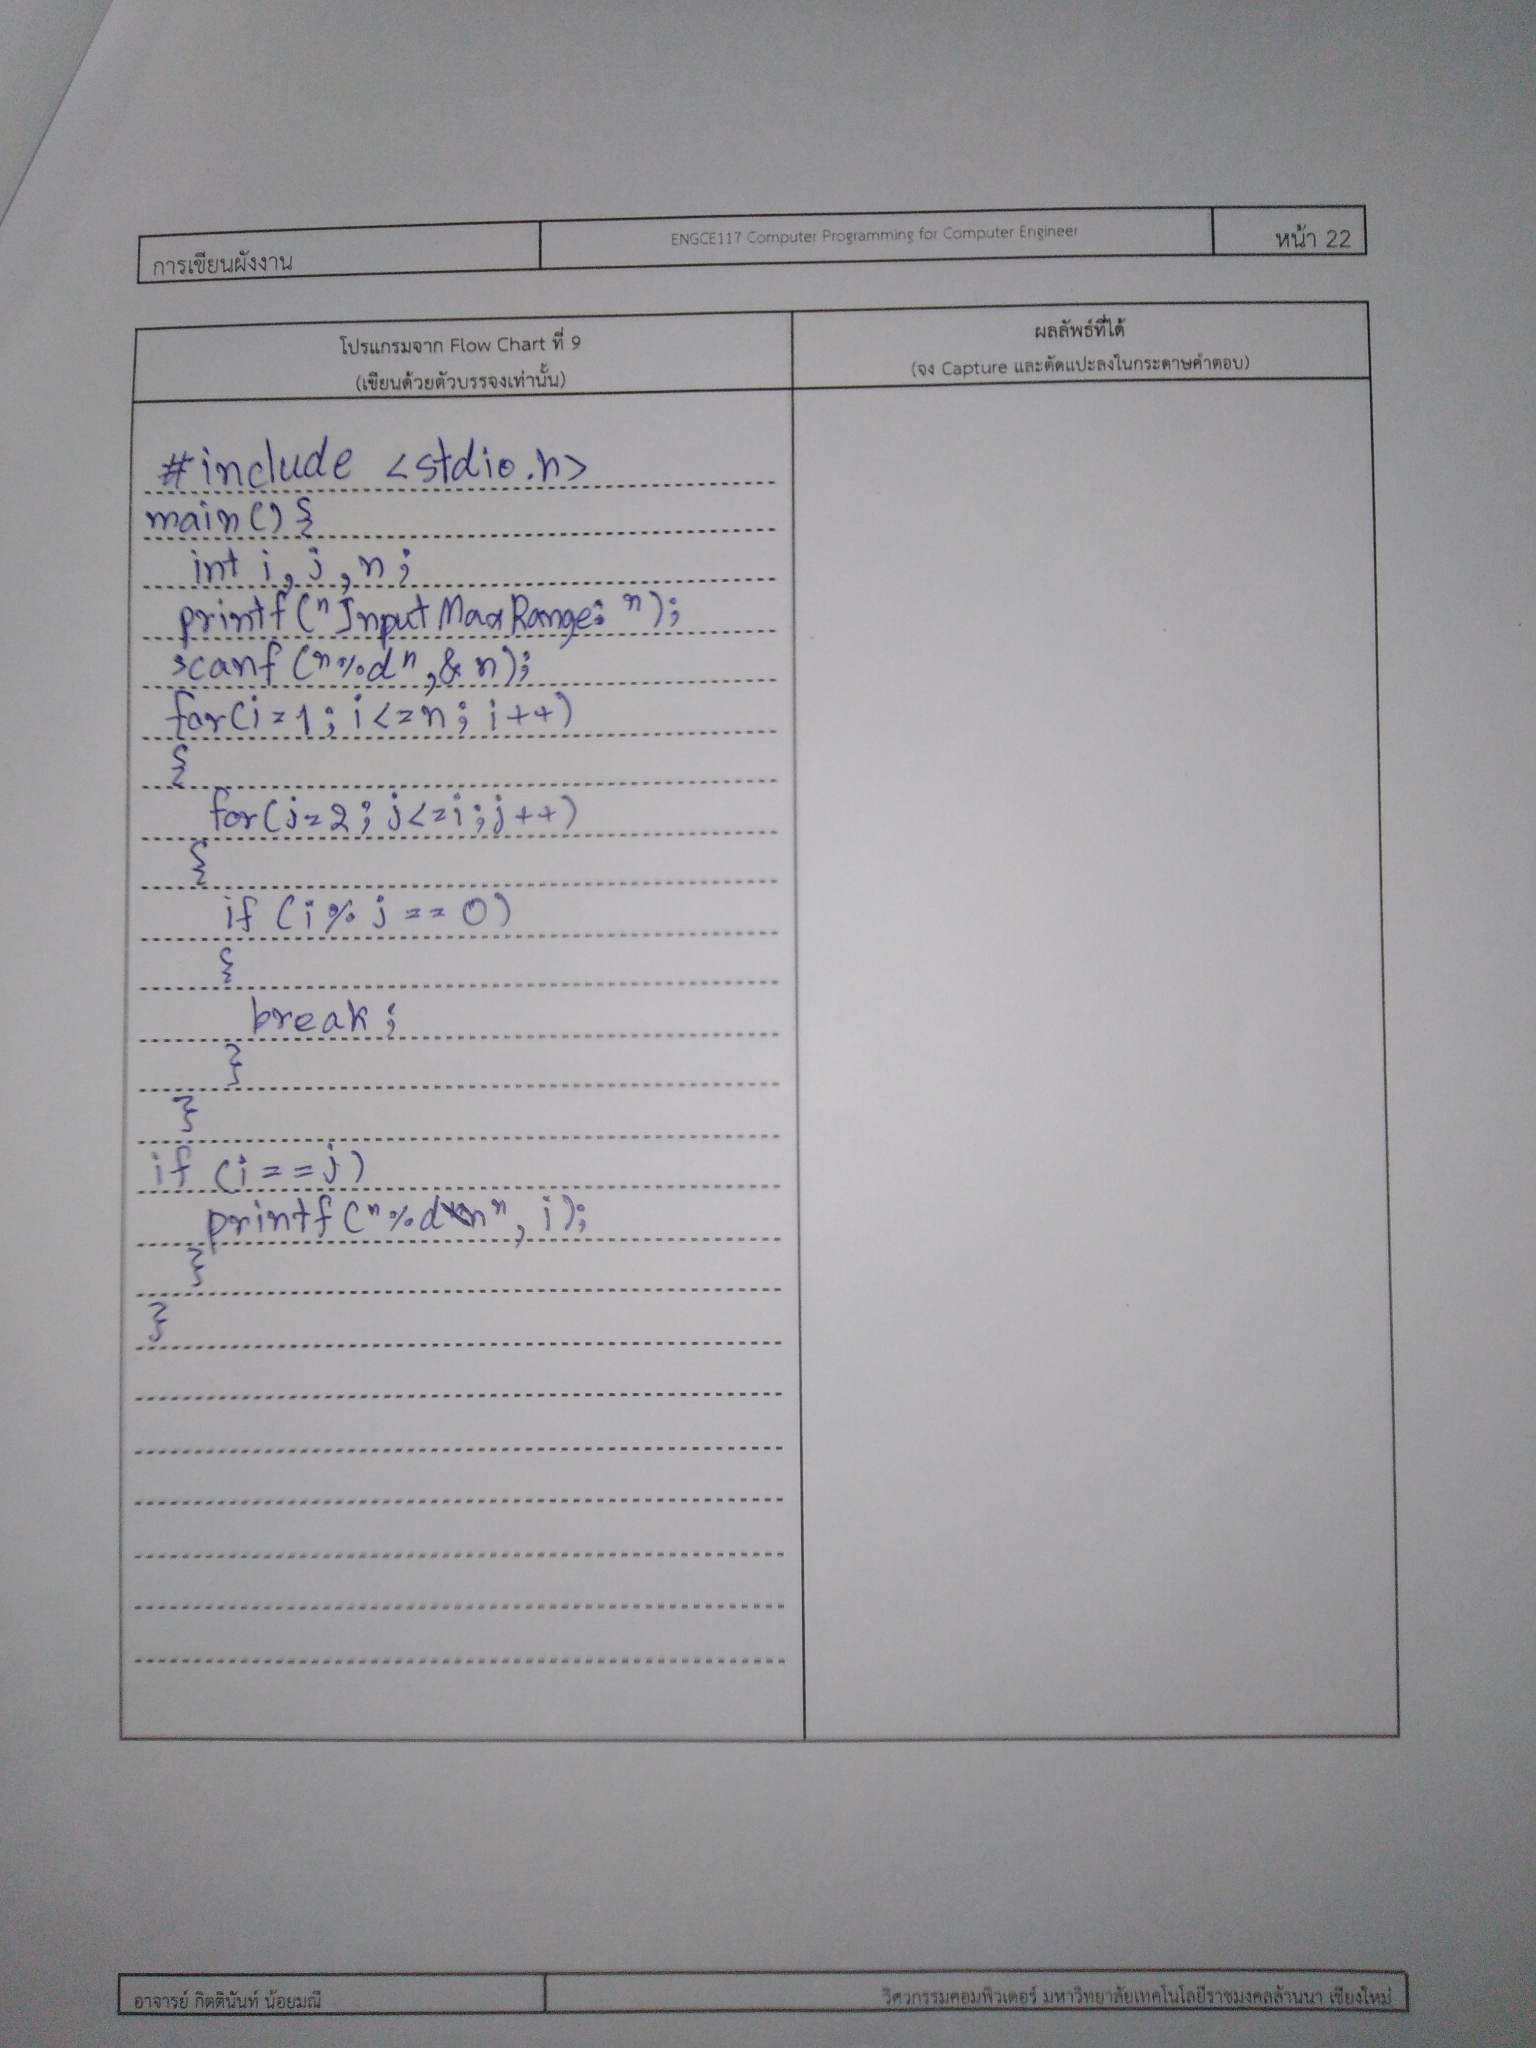 การเขียนผังงาน
ENGCE117 Computer Programming for Computer Engineer
หน้า 22
โปรแกรมจาก Flow Chart ที่ 9
(เขียนด้วยตัวบรรจงเท่านั้น)
ผลลัพธ์ที่ได้
(จง Capture และตัดแปะลงในกระดาษคำตอบ)
#include <stdio.h>
main(){
int i,j,n;
printf("Input Max Range: ");
scanf("%d",&n);
for(i=1;i<=n;i++)
{
for(j=2;j<=i;j++)
{
if(i%j==0)
{
break;
}
}
if(i==j)
printf("%d\n",i);
}
}
อาจารย์ กิตตินันท์ น้อยมณี
วิศวกรรมคอมพิวเตอร์ มหาวิทยาลัยเทคโนโลยีราชมงคลล้านนา เชียงใหม่